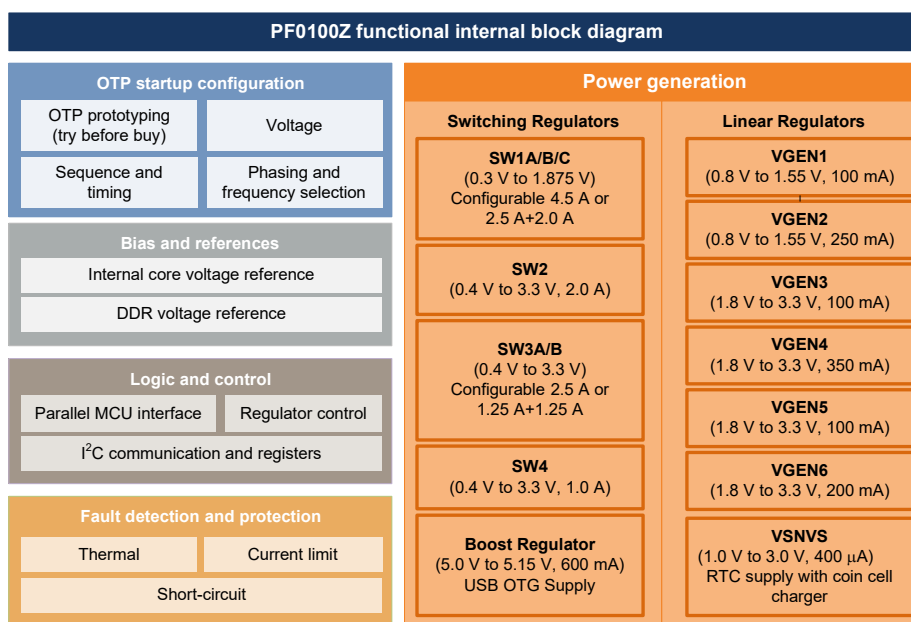 PF0100Z functional internal block diagram
OTP startup configuration
OTP prototyping
(try before buy)
Voltage
Sequence and
timing
Phasing and
frequency selection
Bias and references
Internal core voltage reference
DDR voltage reference
Logic and control
Parallel MCU interface
Regulator control
I²C communication and registers
Fault detection and protection
Thermal
Current limit
Short-circuit
Power generation
Switching Regulators
SW1A/B/C
(0.3 V to 1.875 V)
Configurable 4.5 A or
2.5 A+2.0 A
SW2
(0.4 V to 3.3 V, 2.0 A)
SW3A/B
(0.4 V to 3.3 V)
Configurable 2.5 A or
1.25 A+1.25 A
SW4
(0.4 V to 3.3 V, 1.0 A)
Boost Regulator
(5.0 V to 5.15 V, 600 mA)
USB OTG Supply
Linear Regulators
VGEN1
(0.8 V to 1.55 V, 100 mA)
VGEN2
(0.8 V to 1.55 V, 250 mA)
VGEN3
(1.8 V to 3.3 V, 100 mA)
VGEN4
(1.8 V to 3.3 V, 350 mA)
VGEN5
(1.8 V to 3.3 V, 100 mA)
VGEN6
(1.8 V to 3.3 V, 200 mA)
VSNVS
(1.0 V to 3.0 V, 400 μA)
RTC supply with coin cell
charger